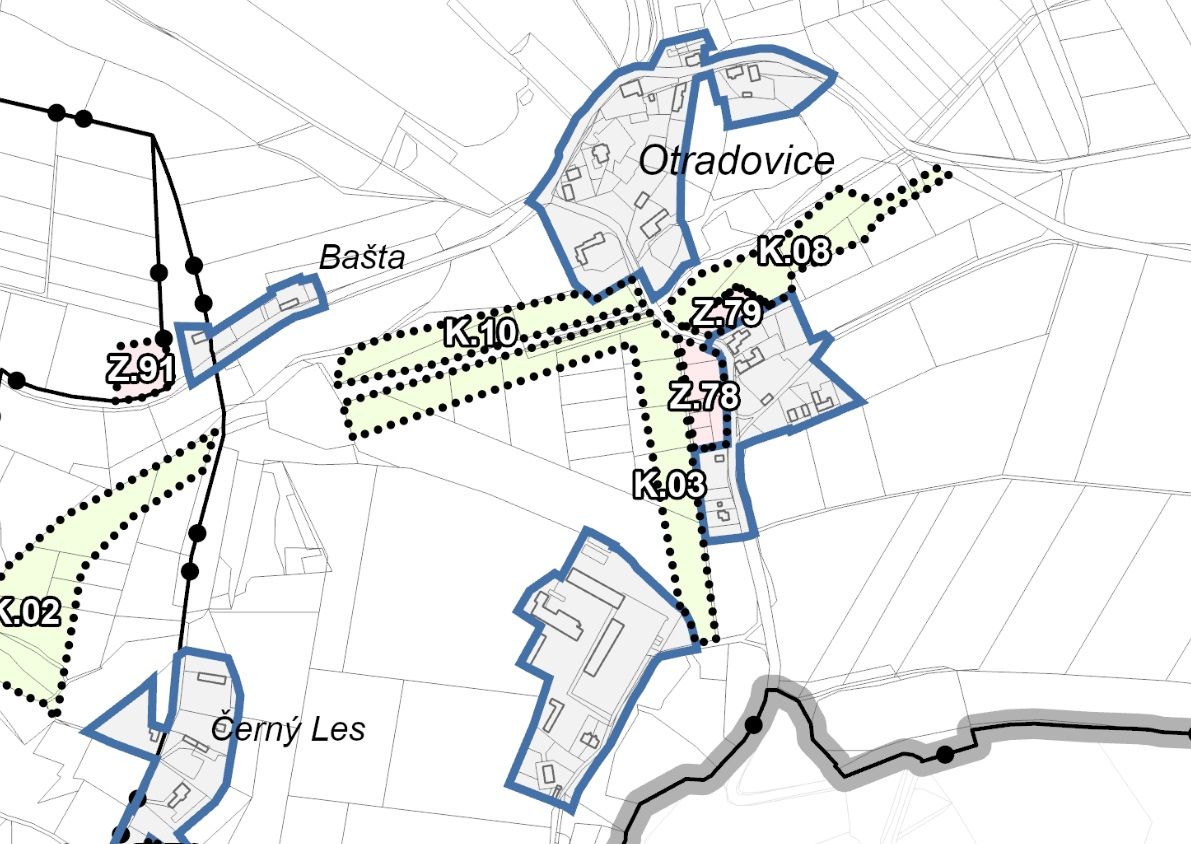 Otradovice
K.08
Bašta
Z.79
K.10
Z.91
Z.78
K.03
K.02
Černý Les